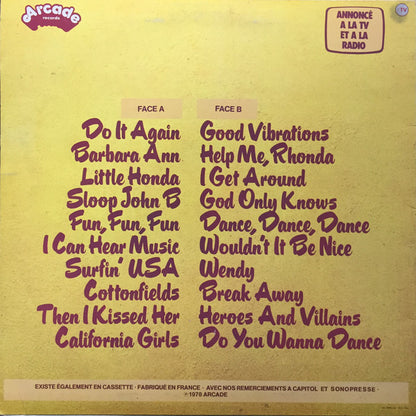 Arcade
records
ANNONCÉ
A LA TV
ET A LA
RADIO
TV
FACE A
Do It Again
Barbara Ann
Little Honda
Sloop John B
Fun, Fun, Fun
I Can Hear Music
Surfin' USA
Cottonfields
Then I Kissed Her
California Girls
FACE B
Good Vibrations
Help Me, Rhonda
I Get Around
God Only Knows
Dance, Dance, Dance
Wouldn't It Be Nice
Wendy
Break Away
Heroes And Villains
Do You Wanna Dance
EXISTE ÉGALEMENT EN CASSETTE - FABRIQUÉ EN FRANCE - AVEC NOS REMERCIEMENTS A CAPITOL ET SONOPRESSE -
℗ 1978 ARCADE